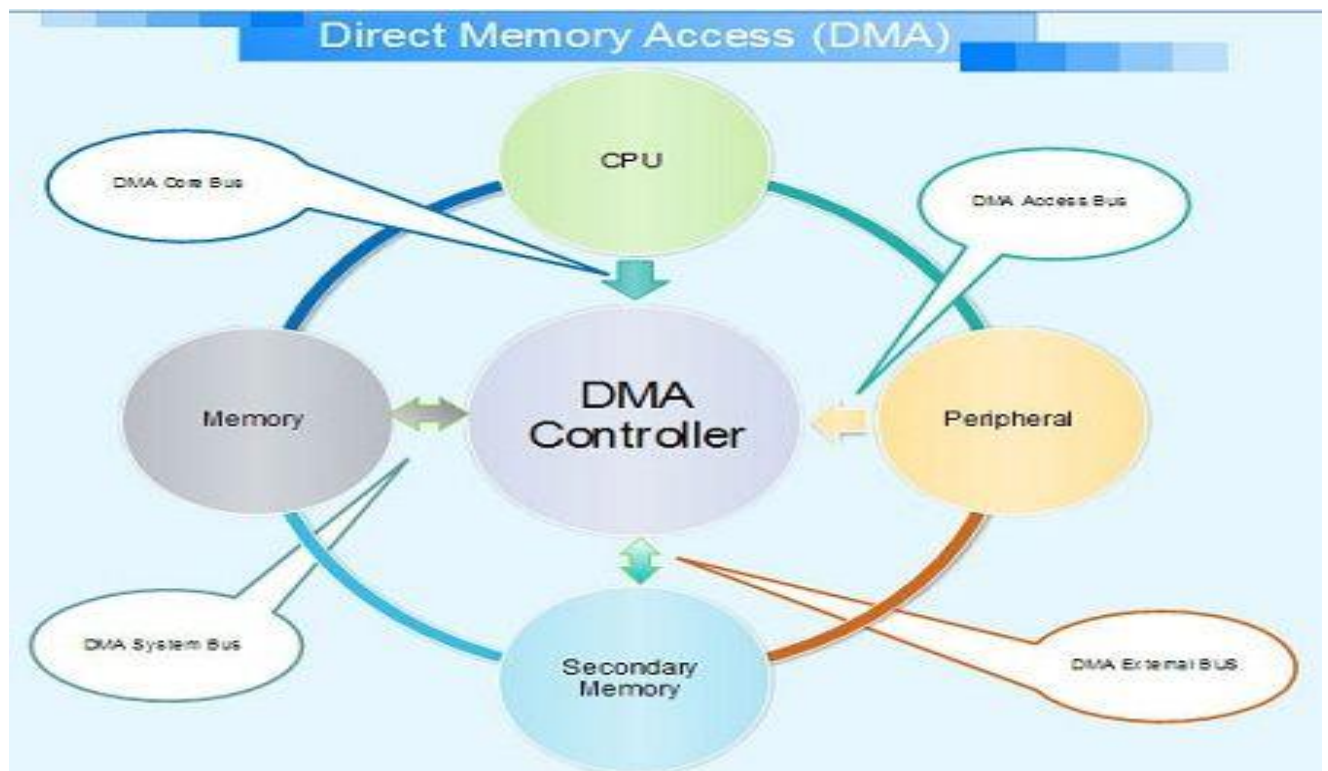 Direct Memory Access (DMA)
CPU
DMA Core Bus
DMA Access Bus
Memory
DMA
Controller
Peripheral
DMA System Bus
Secondary
Memory
DMA External BUS